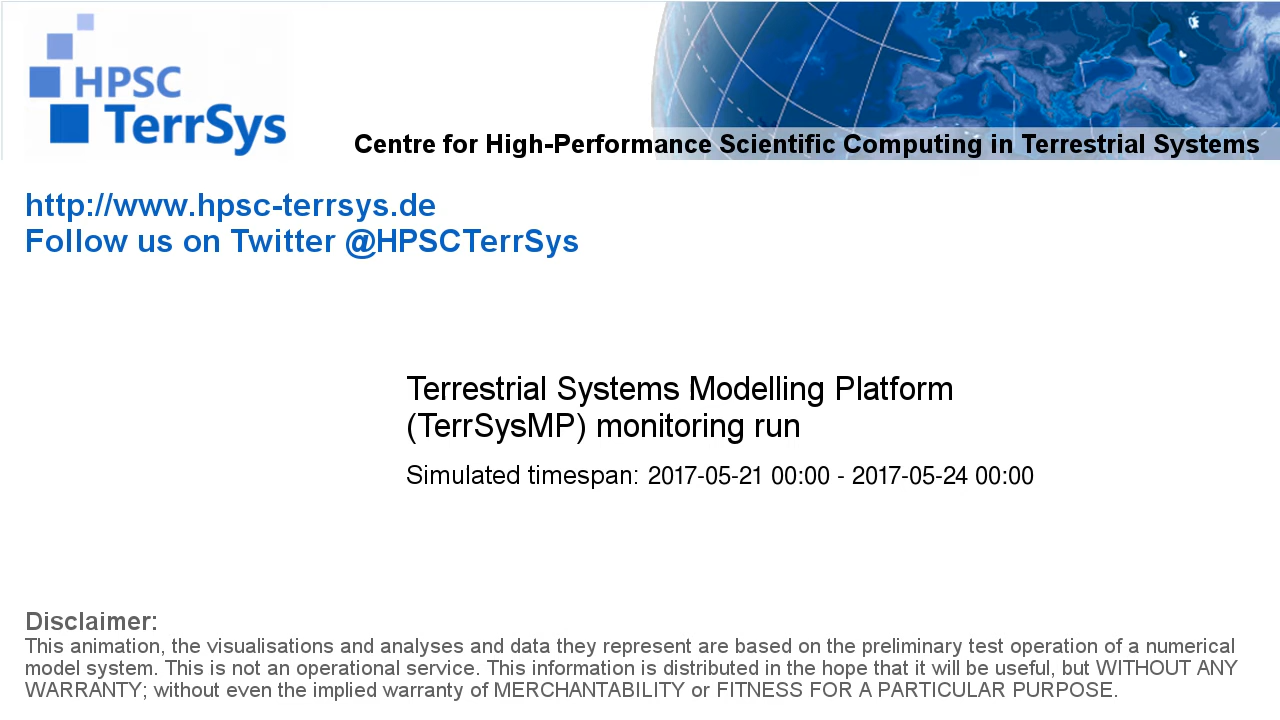 HPSC
TerrSys
Centre for High-Performance Scientific Computing in Terrestrial Systems
http://www.hpsc-terrsys.de
Follow us on Twitter @HPSCTerrSys
Terrestrial Systems Modelling Platform
(TerrSysMP) monitoring run
Simulated timespan: 2017-05-21 00:00 - 2017-05-24 00:00
Disclaimer:
This animation, the visualisations and analyses and data they represent are based on the preliminary test operation of a numerical
model system. This is not an operational service. This information is distributed in the hope that it will be useful, but WITHOUT ANY
WARRANTY; without even the implied warranty of MERCHANTABILITY or FITNESS FOR A PARTICULAR PURPOSE.